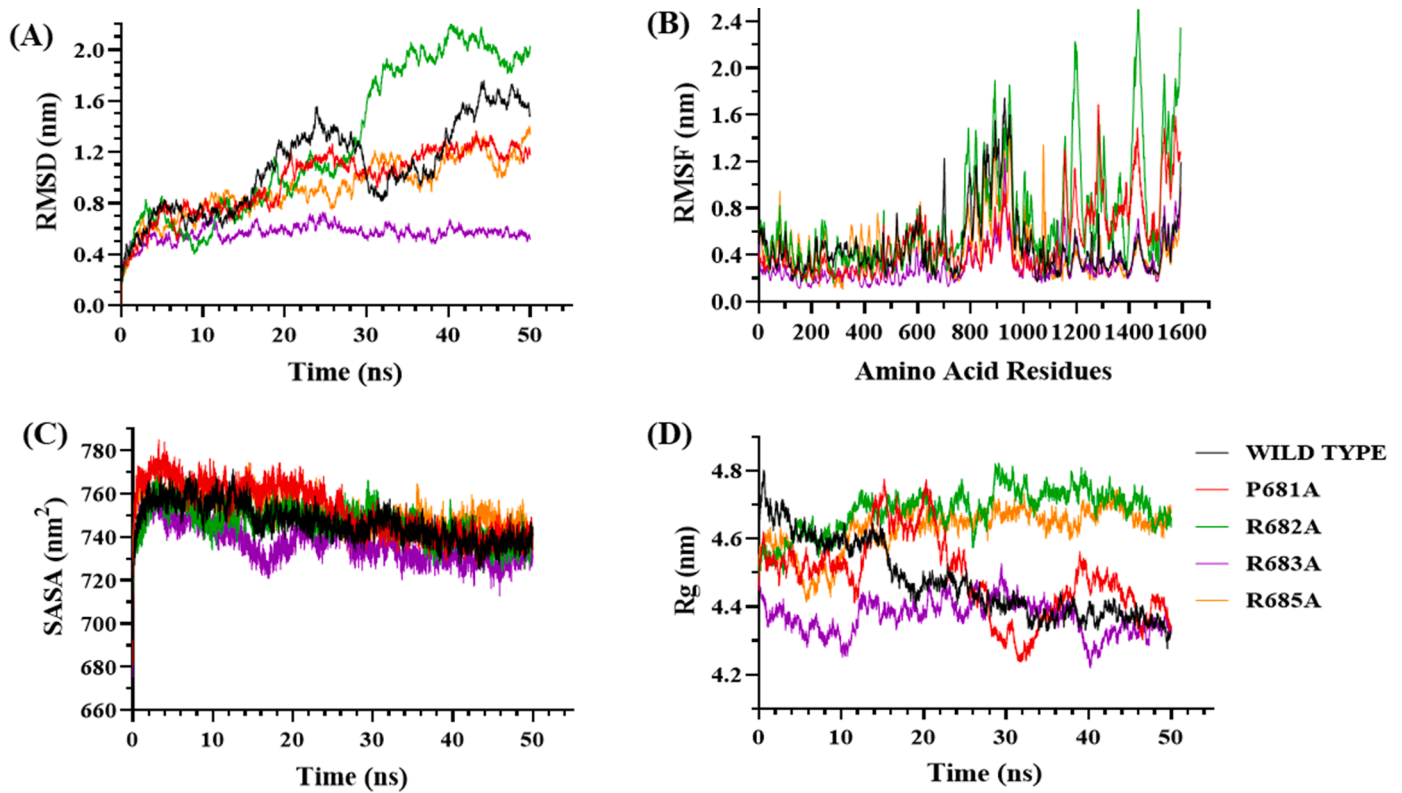 (A)
RMSD (nm)
2.0
1.6
1.2
0.8
0.4
0.0
0 10 20 30 40 50
Time (ns)
(B)
RMSF (nm)
2.4
2.0
1.6
1.2
0.8
0.4
0.0
0 200 400 600 800 1000 1200 1400 1600
Amino Acid Residues
(C)
SASA (nm²)
780
760
740
720
700
680
660
0 10 20 30 40 50
Time (ns)
(D)
Rg (nm)
4.8
4.6
4.4
4.2
0 10 20 30 40 50
Time (ns)
WILD TYPE
P681A
R682A
R683A
R685A